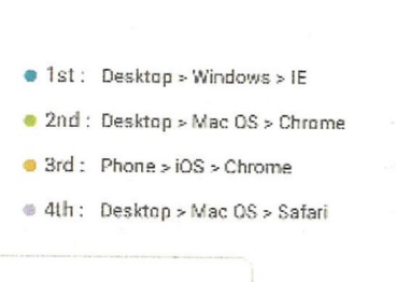 1st : Desktop > Windows > IE
2nd : Desktop > Mac OS > Chrome
3rd : Phone > iOS > Chrome
4th : Desktop > Mac OS > Safari